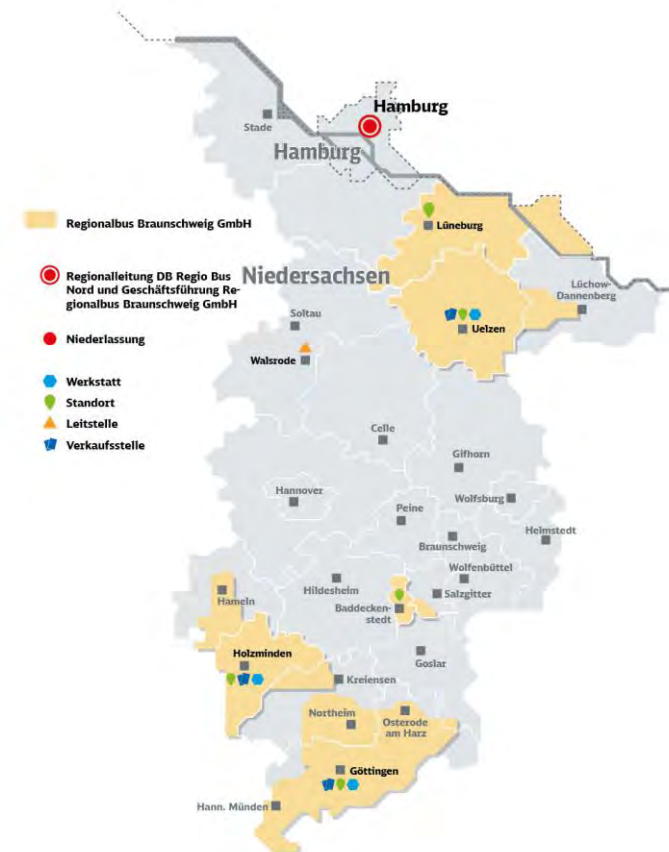 Hamburg
Stade
Hamburg
Regionalbus Braunschweig GmbH
Lüneburg
Regionalleitung DB Regio Bus
Nord und Geschäftsführung Re-
gionalbus Braunschweig GmbH
Niedersachsen
Lüchow-
Dannenberg
Soltau
Uelzen
Niederlassung
Walsrode
Werkstatt
Standort
Leitstelle
Verkaufsstelle
Celle
Gifhorn
Hannover
Wolfsburg
Peine
Helmstedt
Braunschweig
Wolfenbüttel
Hildesheim
Salzgitter
Hameln
Baddecken-
stedt
Holzminden
Goslar
Kreiensen
Northeim
Osterode
am Harz
Göttingen
Hann. Münden